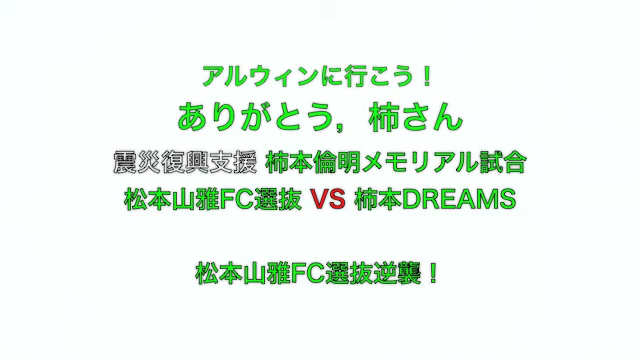 アルウィンに行こう！
ありがとう，柿さん
震災復興支援 柿本倫明メモリアル試合
松本山雅FC選抜 VS 柿本DREAMS
松本山雅FC選抜逆襲！